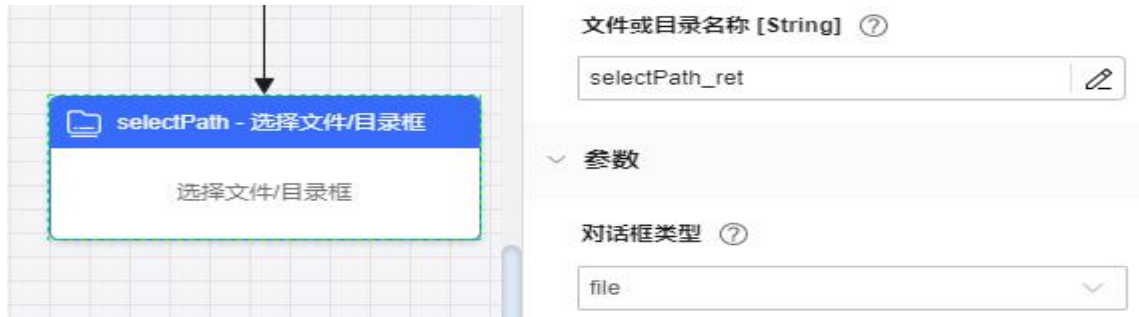 selectPath - 选择文件/目录框
选择文件/目录框
文件或目录名称 [String]
selectPath_ret
参数
对话框类型
file